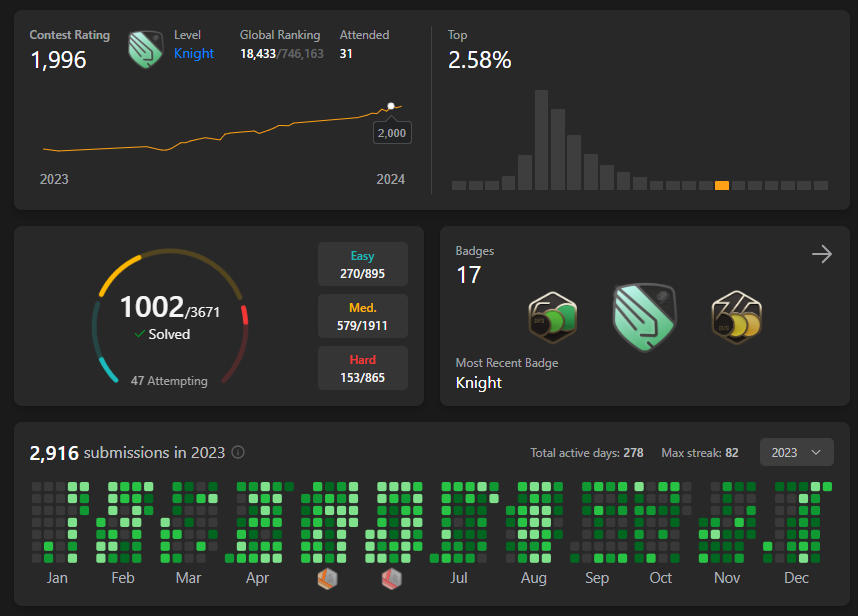 Contest Rating
1,996
Level
Knight
Global Ranking
18,433/746,163
Attended
31
2,000
2023
2024
Top
2.58%
1002/3671
Solved
47 Attempting
Easy
270/895
Med.
579/1911
Hard
153/865
Badges
17
Most Recent Badge
Knight
2,916 submissions in 2023
Total active days: 278
Max streak: 82
2023
Jan Feb Mar Apr Jul Aug Sep Oct Nov Dec